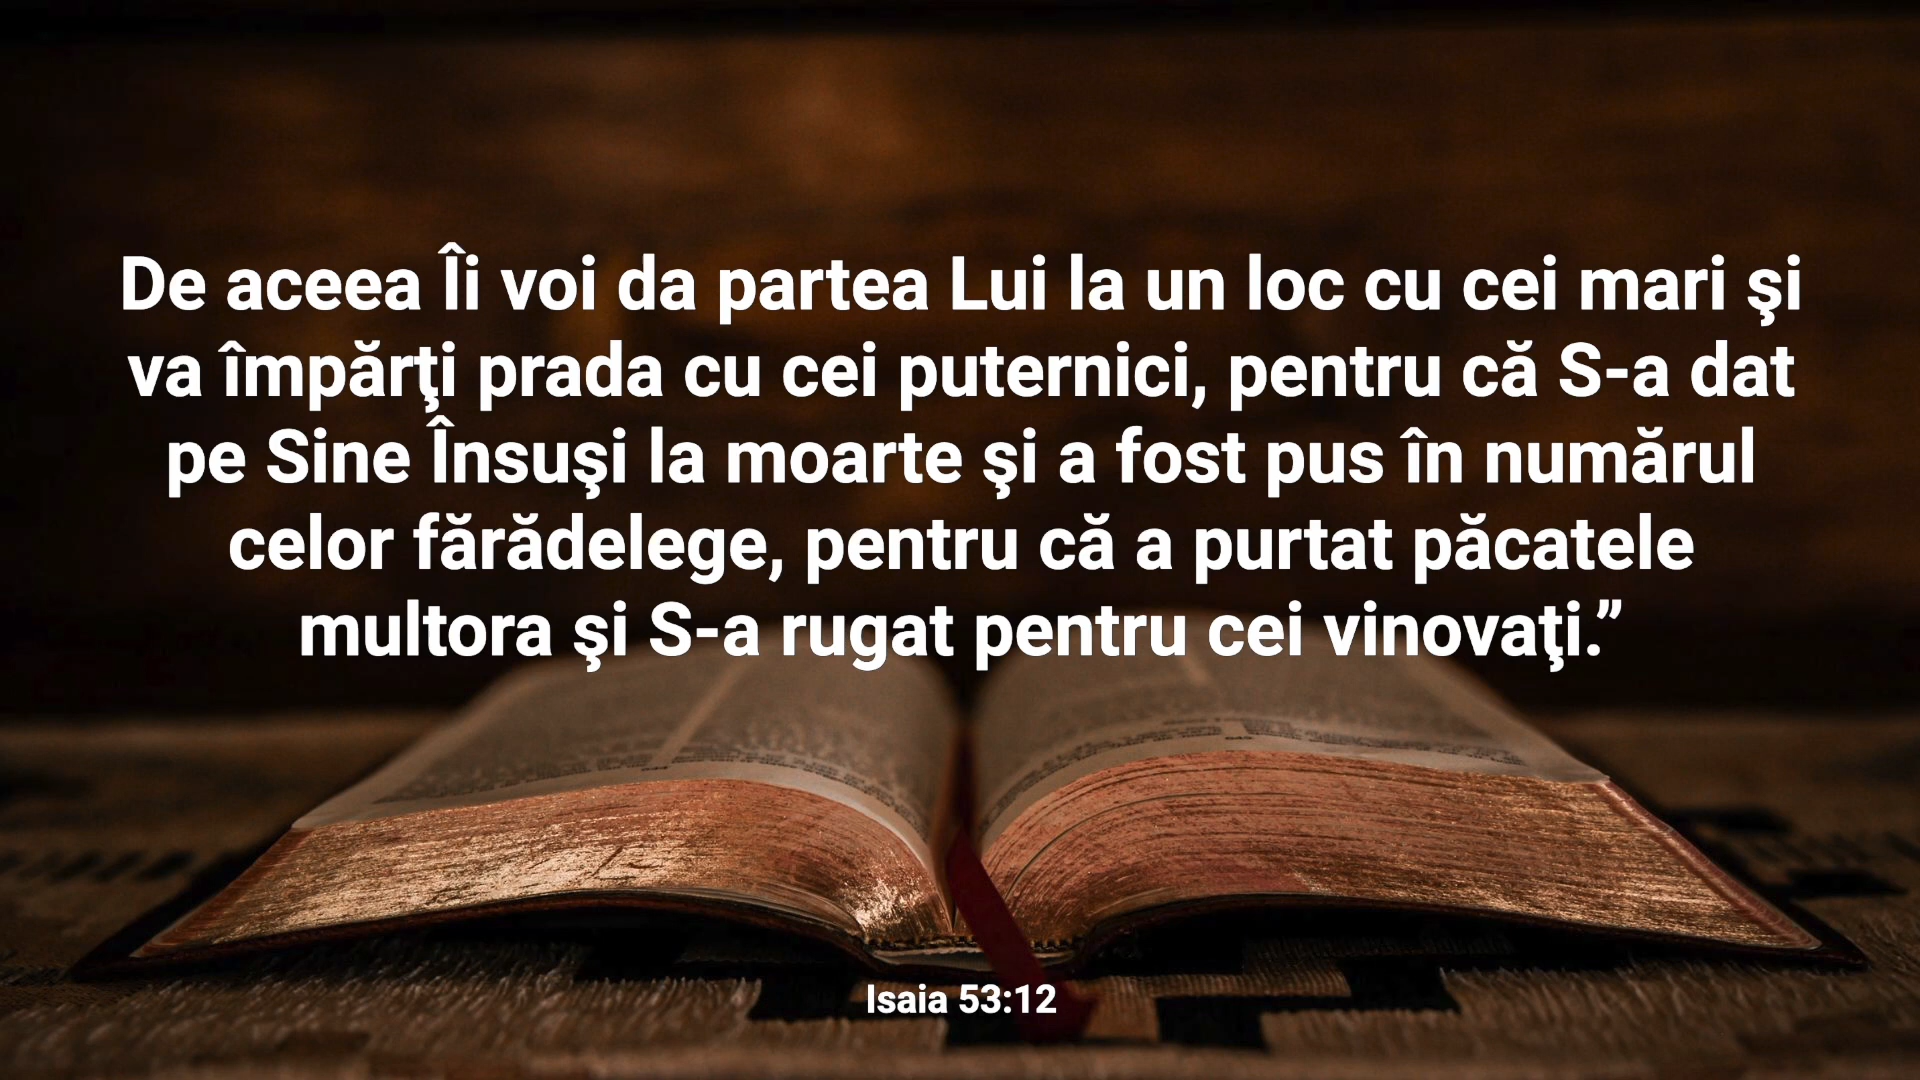 De aceea Îi voi da partea Lui la un loc cu cei mari şi
va împărţi prada cu cei puternici, pentru că S-a dat
pe Sine Însuşi la moarte şi a fost pus în numărul
celor fărădelege, pentru că a purtat păcatele
multora şi S-a rugat pentru cei vinovaţi.”
Isaia 53:12